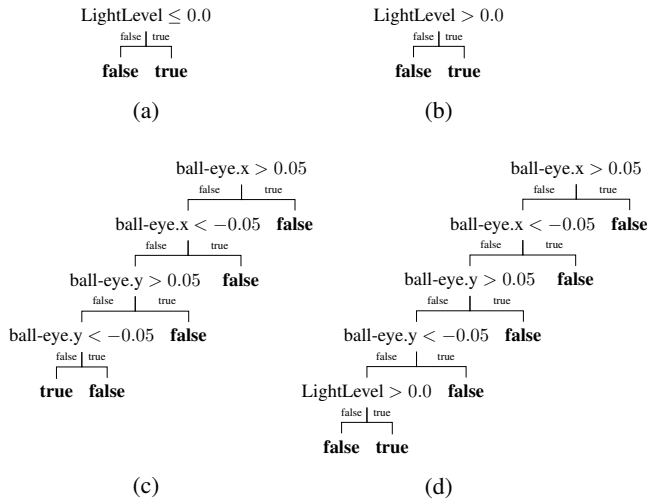 LightLevel ≤ 0.0
false true
false true
(a)
LightLevel > 0.0
false true
false true
(b)
ball-eye.x > 0.05
false true
ball-eye.x < −0.05 false
false true
ball-eye.y > 0.05 false
false true
ball-eye.y < −0.05 false
false true
true false
(c)
ball-eye.x > 0.05
false true
ball-eye.x < −0.05 false
false true
ball-eye.y > 0.05 false
false true
ball-eye.y < −0.05 false
false true
LightLevel > 0.0 false
false true
false true
(d)